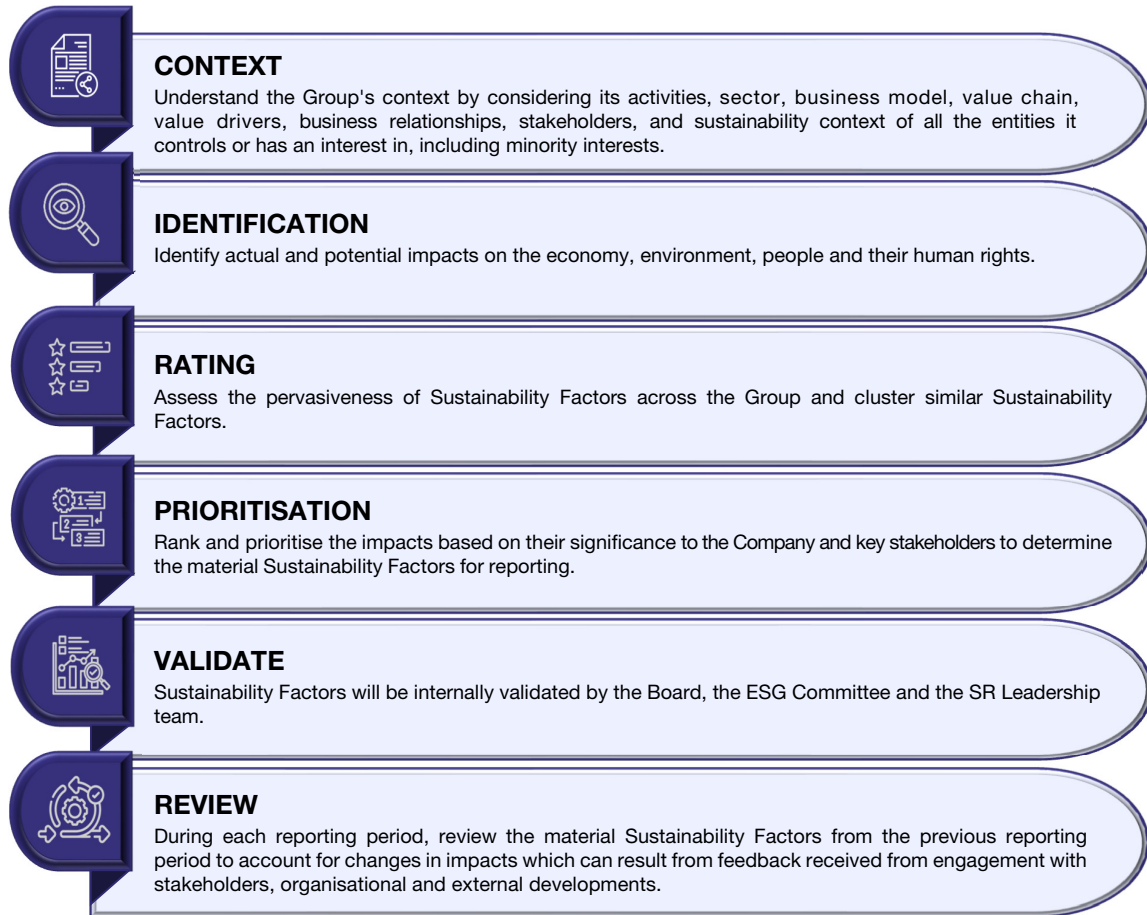 CONTEXT
Understand the Group's context by considering its activities, sector, business model, value chain,
value drivers, business relationships, stakeholders, and sustainability context of all the entities it
controls or has an interest in, including minority interests.
IDENTIFICATION
Identify actual and potential impacts on the economy, environment, people and their human rights.
RATING
Assess the pervasiveness of Sustainability Factors across the Group and cluster similar Sustainability
Factors.
1
2
3
PRIORITISATION
Rank and prioritise the impacts based on their significance to the Company and key stakeholders to determine
the material Sustainability Factors for reporting.
VALIDATE
Sustainability Factors will be internally validated by the Board, the ESG Committee and the SR Leadership
team.
REVIEW
During each reporting period, review the material Sustainability Factors from the previous reporting
period to account for changes in impacts which can result from feedback received from engagement with
stakeholders, organisational and external developments.